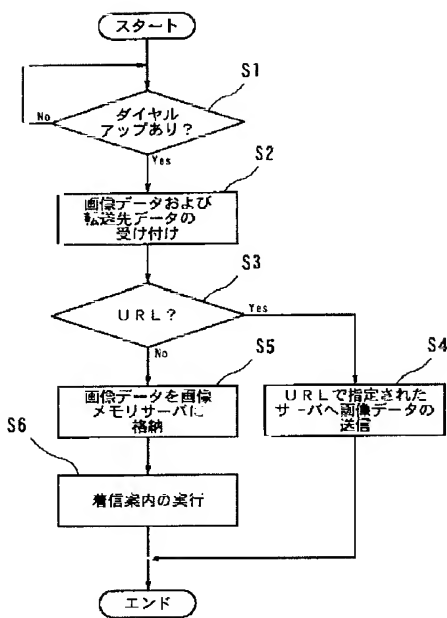 スタート
S1
ダイヤル
アップあり？
No
Yes
S2
画像データおよび
転送先データの
受け付け
S3
ＵＲＬ？
Yes
No
S5
画像データを画像
メモリサーバに
格納
S4
ＵＲＬで指定された
サーバへ画像データの
送信
S6
着信案内の実行
エンド